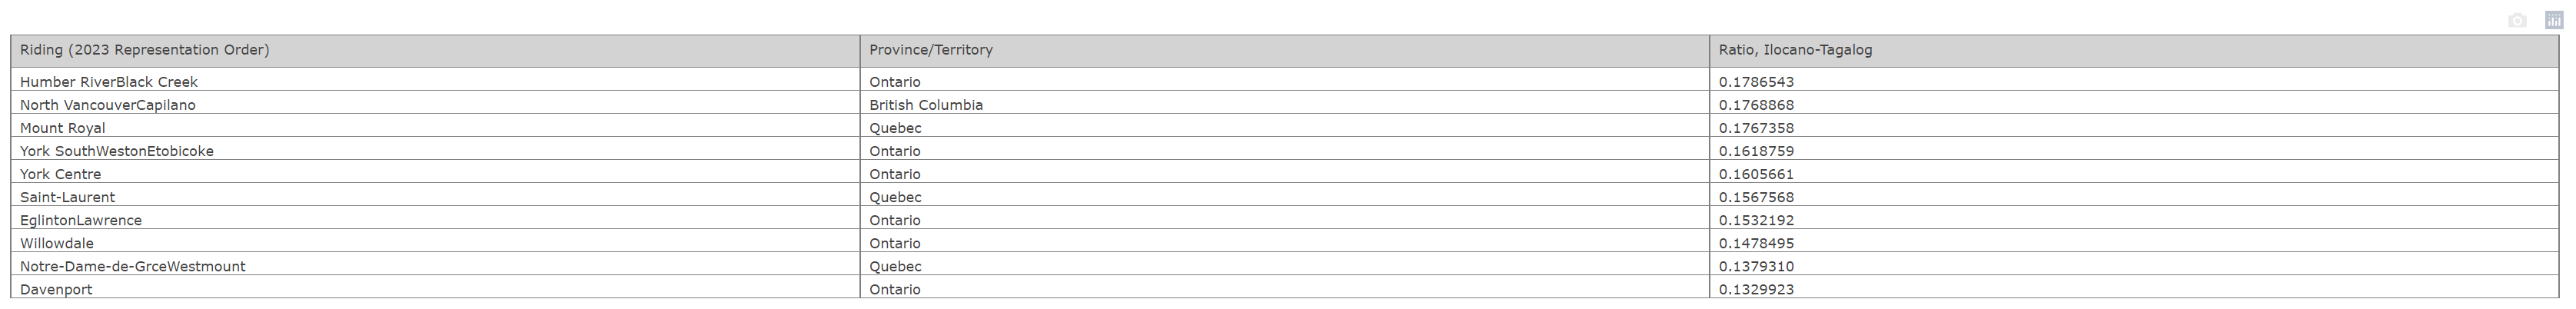 Riding (2023 Representation Order) Province/Territory Ratio, Ilocano-Tagalog
Humber RiverBlack Creek Ontario 0.1786543
North VancouverCapilano British Columbia 0.1768868
Mount Royal Quebec 0.1767358
York SouthWestonEtobicoke Ontario 0.1618759
York Centre Ontario 0.1605661
Saint-Laurent Quebec 0.1567568
EglintonLawrence Ontario 0.1532192
Willowdale Ontario 0.1478495
Notre-Dame-de-GrceWestmount Quebec 0.1379310
Davenport Ontario 0.1329923